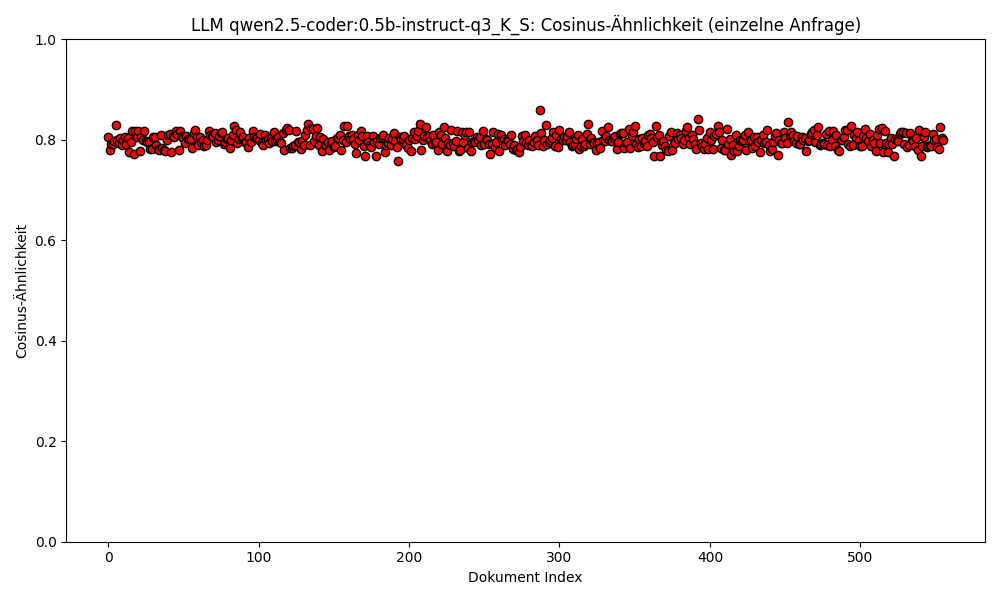 LLM qwen2.5-coder:0.5b-instruct-q3_K_S: Cosinus-Ähnlichkeit (einzelne Anfrage)
1.0
0.8
0.6
0.4
0.2
0.0
Cosinus-Ähnlichkeit
0 100 200 300 400 500
Dokument Index